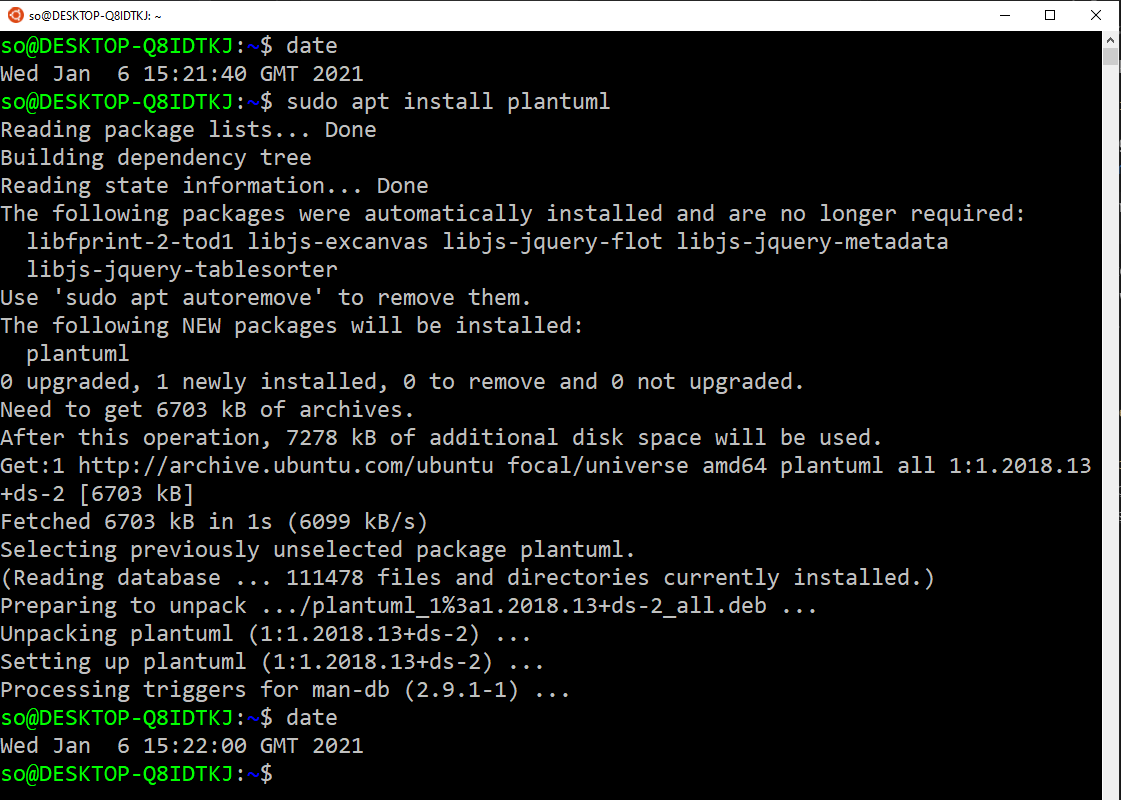 so@DESKTOP-Q8IDTKJ: ~
so@DESKTOP-Q8IDTKJ:~$ date
Wed Jan  6 15:21:40 GMT 2021
so@DESKTOP-Q8IDTKJ:~$ sudo apt install plantuml
Reading package lists... Done
Building dependency tree
Reading state information... Done
The following packages were automatically installed and are no longer required:
  libfprint-2-tod1 libjs-excanvas libjs-jquery-flot libjs-jquery-metadata
  libjs-jquery-tablesorter
Use 'sudo apt autoremove' to remove them.
The following NEW packages will be installed:
  plantuml
0 upgraded, 1 newly installed, 0 to remove and 0 not upgraded.
Need to get 6703 kB of archives.
After this operation, 7278 kB of additional disk space will be used.
Get:1 http://archive.ubuntu.com/ubuntu focal/universe amd64 plantuml all 1:1.2018.13
+ds-2 [6703 kB]
Fetched 6703 kB in 1s (6099 kB/s)
Selecting previously unselected package plantuml.
(Reading database ... 111478 files and directories currently installed.)
Preparing to unpack .../plantuml_1%3a1.2018.13+ds-2_all.deb ...
Unpacking plantuml (1:1.2018.13+ds-2) ...
Setting up plantuml (1:1.2018.13+ds-2) ...
Processing triggers for man-db (2.9.1-1) ...
so@DESKTOP-Q8IDTKJ:~$ date
Wed Jan  6 15:22:00 GMT 2021
so@DESKTOP-Q8IDTKJ:~$